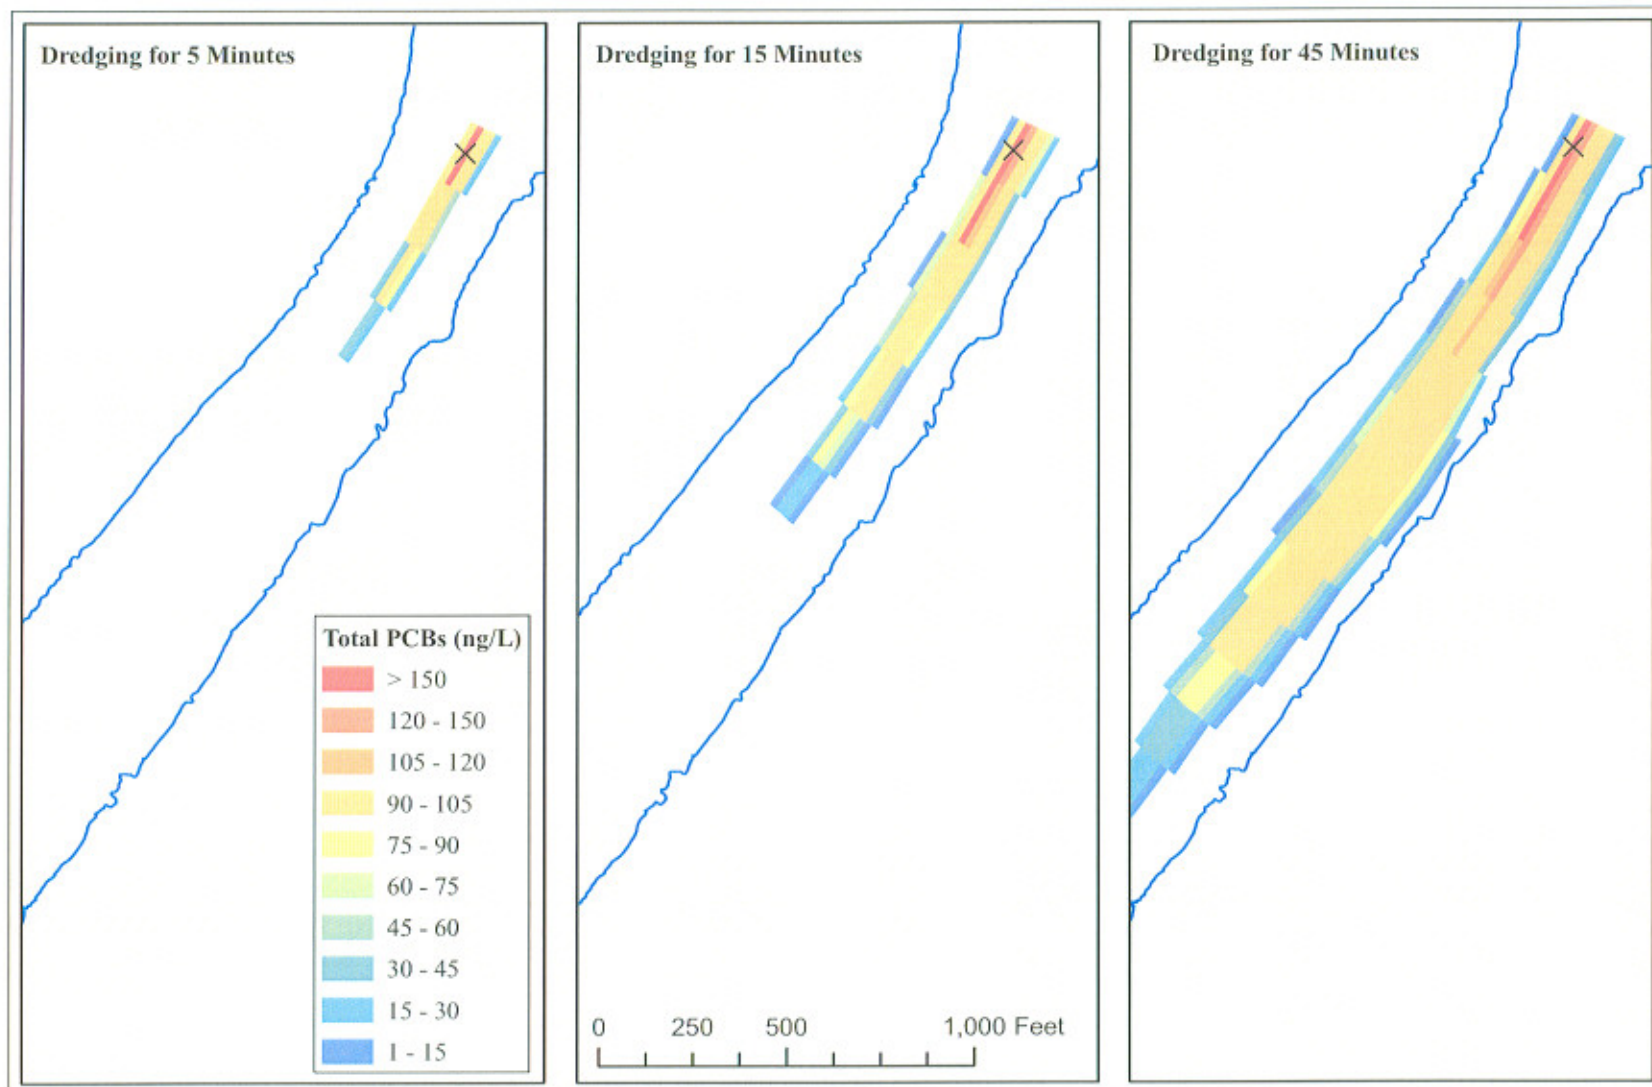 Dredging for 5 Minutes
Dredging for 15 Minutes
Dredging for 45 Minutes
Total PCBs (ng/L)
> 150
120 - 150
105 - 120
90 - 105
75 - 90
60 - 75
45 - 60
30 - 45
15 - 30
1 - 15
0 250 500 1,000 Feet